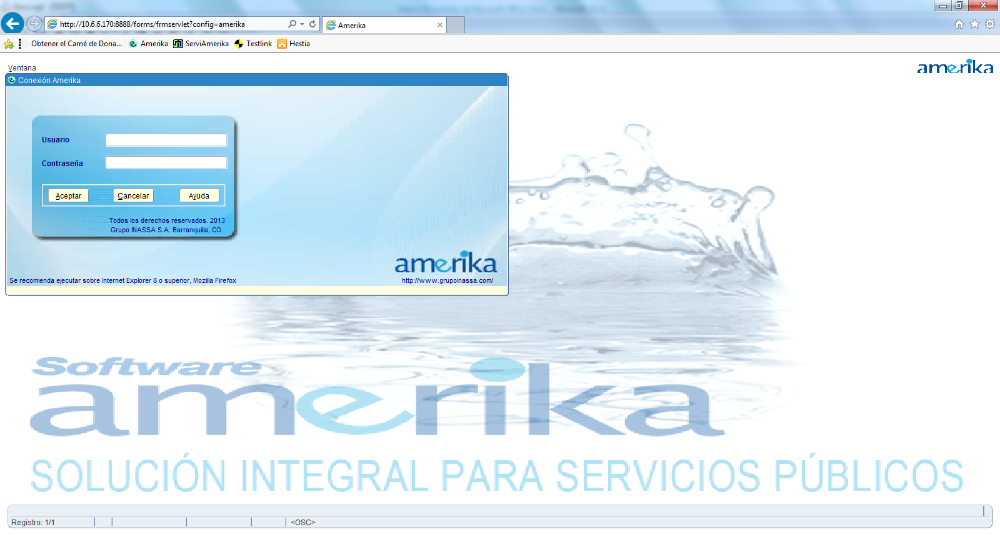 http://10.6.6.170:8888/forms/frmservlet?config=amerika
Amerika
Obtener el Carné de Dona...
Amerika
ServiAmerika
Testlink
Hestia
Ventana
amerika
Conexión Amerika
Usuario
Contraseña
Aceptar
Cancelar
Ayuda
Todos los derechos reservados. 2013
Grupo INASSA S.A. Barranquilla, CO.
amerika
Se recomienda ejecutar sobre Internet Explorer 8 o superior, Mozilla Firefox
http://www.grupoinassa.com/
Software
amerika
SOLUCIÓN INTEGRAL PARA SERVICIOS PÚBLICOS
Registro: 1/1
<OSC>